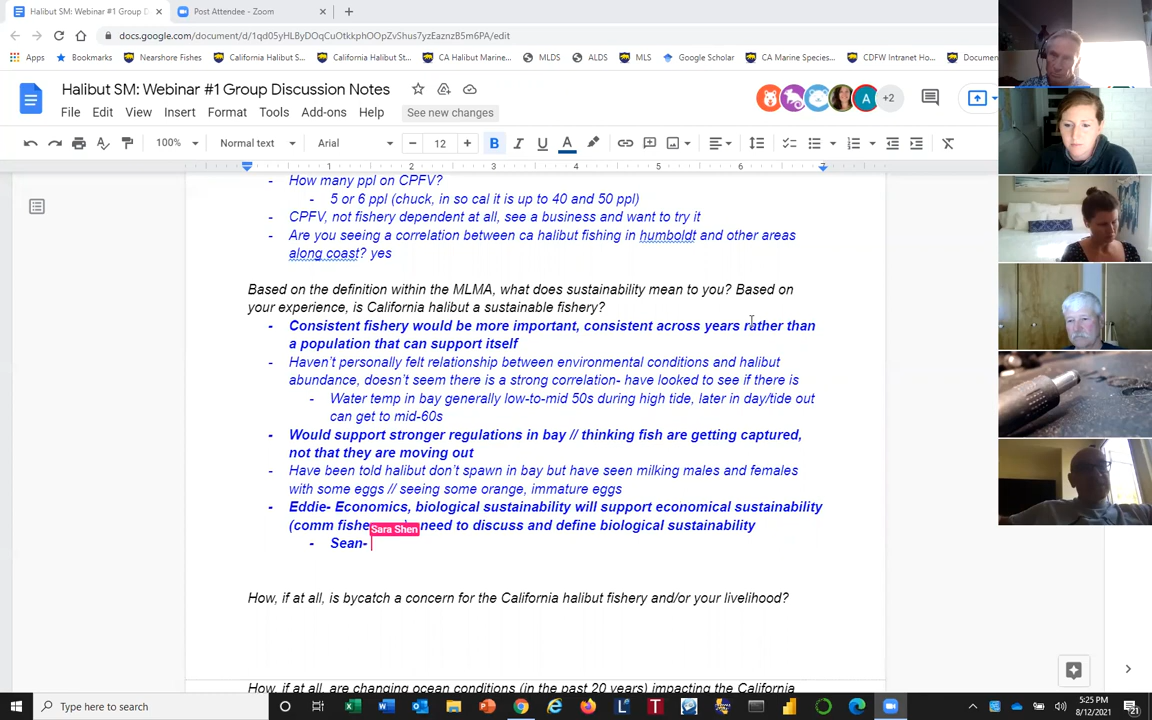 Halibut SM: Webinar #1 Group D
Post Attendee - Zoom
docs.google.com/document/d/1qd05yHLByDOqCuOtkkphOOpZvShus7yzEaznzB5m6PA/edit
Apps
Bookmarks
Nearshore Fishes
California Halibut S...
California Halibut St...
CA Halibut Marine...
MLDS
ALDS
MLS
Google Scholar
CA Marine Species...
CDFW Intranet Ho...
Documen
Halibut SM: Webinar #1 Group Discussion Notes
File Edit View Insert Format Tools Add-ons Help See new changes
A
+2
100% Normal text Arial 12 B I U A
1 2 3 4 5 6 7
- How many ppl on CPFV?
- 5 or 6 ppl (chuck, in so cal it is up to 40 and 50 ppl)
- CPFV, not fishery dependent at all, see a business and want to try it
- Are you seeing a correlation between ca halibut fishing in humboldt and other areas
along coast? yes
Based on the definition within the MLMA, what does sustainability mean to you? Based on
your experience, is California halibut a sustainable fishery?
- Consistent fishery would be more important, consistent across years rather than
a population that can support itself
- Haven't personally felt relationship between environmental conditions and halibut
abundance, doesn't seem there is a strong correlation- have looked to see if there is
- Water temp in bay generally low-to-mid 50s during high tide, later in day/tide out
can get to mid-60s
- Would support stronger regulations in bay // thinking fish are getting captured,
not that they are moving out
- Have been told halibut don't spawn in bay but have seen milking males and females
with some eggs // seeing some orange, immature eggs
- Eddie- Economics, biological sustainability will support economical sustainability
(comm fishe need to discuss and define biological sustainability
Sara Shen
- Sean-
How, if at all, is bycatch a concern for the California halibut fishery and/or your livelihood?
How, if at all, are changing ocean conditions (in the past 20 years) impacting the California
Type here to search
5:25 PM
8/12/2021
21